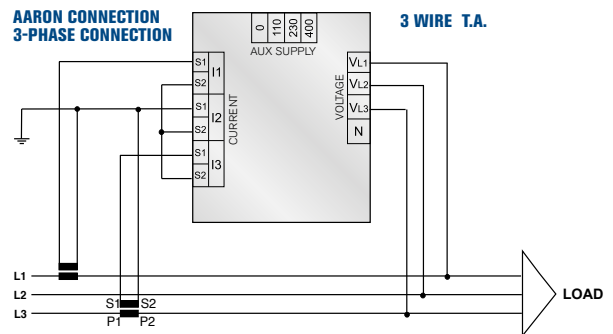 AARON CONNECTION
3-PHASE CONNECTION
3 WIRE T.A.
0
110
230
400
AUX SUPPLY
S1
S2
I1
S1
S2
I2
S1
S2
I3
CURRENT
VOLTAGE
VL1
VL2
VL3
N
L1
L2
L3
S1 S2
P1 P2
LOAD